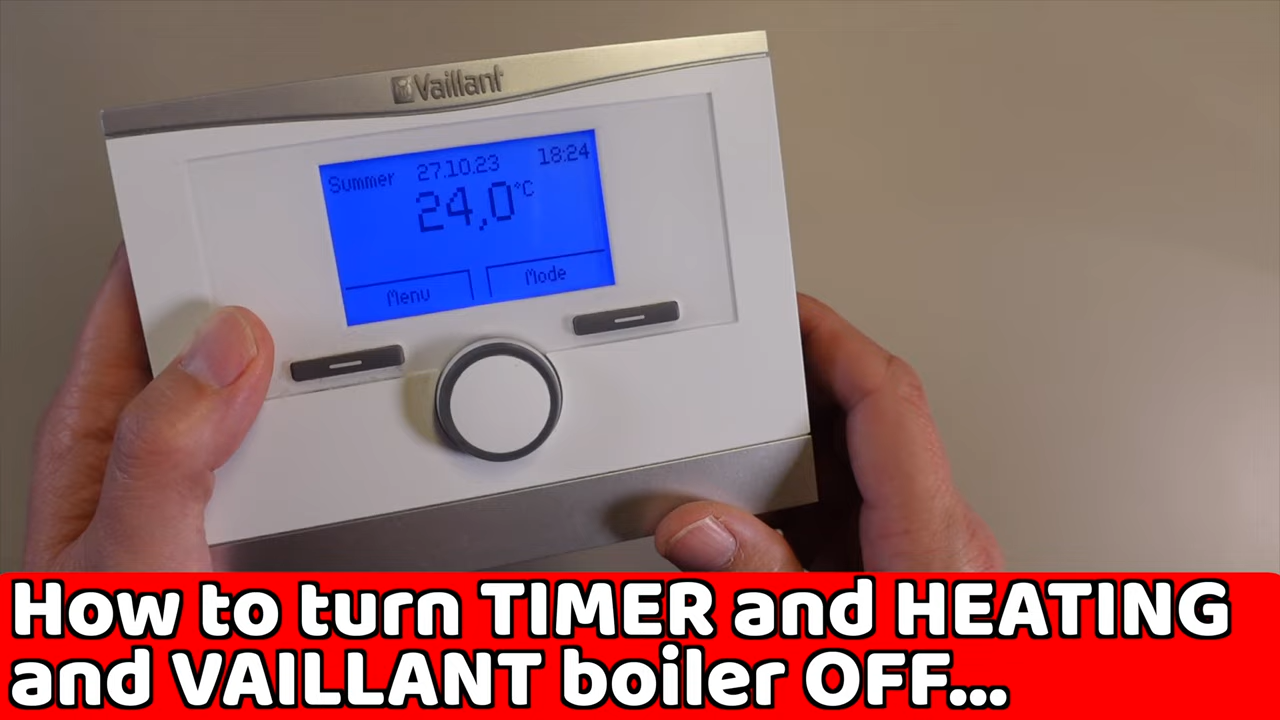 Vaillant
Summer 27.10.23 18:24
24,0°C
Menu Mode
How to turn TIMER and HEATING
and VAILLANT boiler OFF...